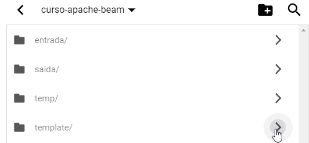 curso-apache-beam
entrada/
saida/
temp/
template/